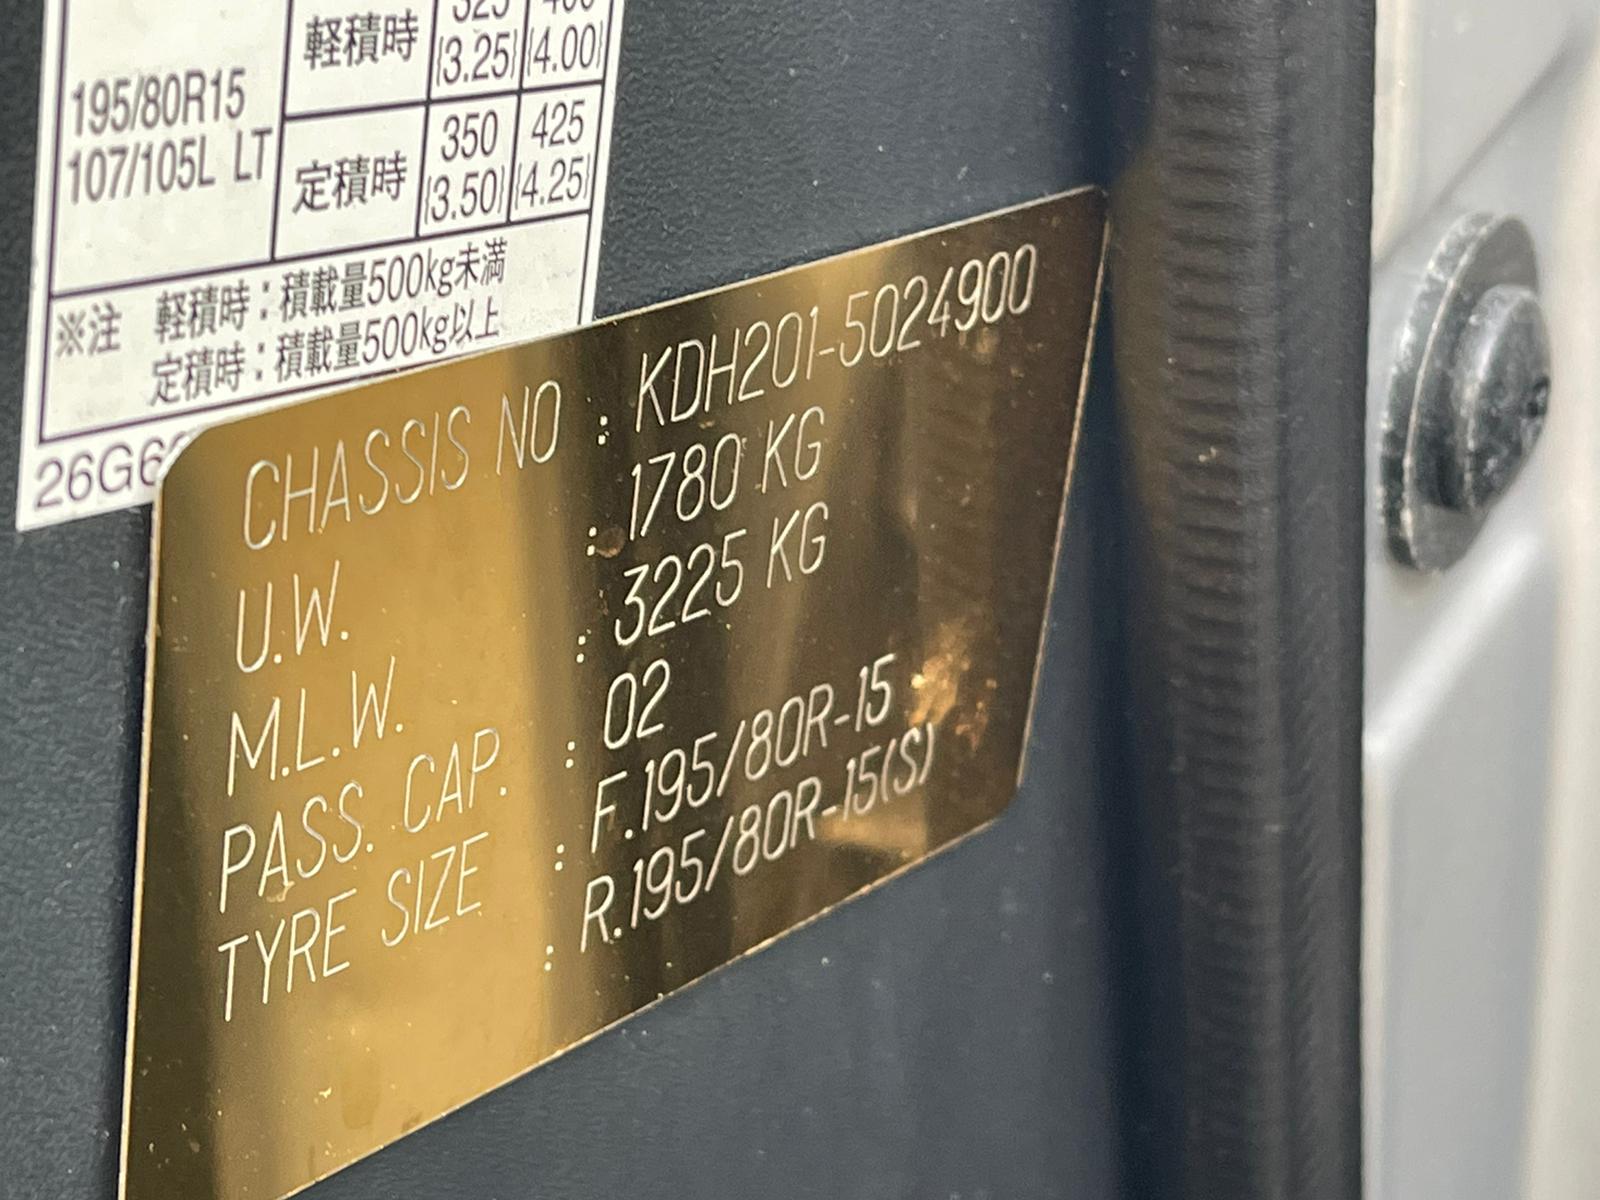 軽積時 325 400
{3.25} {4.00}
195/80R15
107/105L LT
定積時 350 425
{3.50} {4.25}
※注 軽積時：積載量500kg未満
定積時：積載量500kg以上
26G6
CHASSIS NO : KDH201-5024900
U.W. : 1780 KG
M.L.W. : 3225 KG
PASS. CAP. : 02
TYRE SIZE : F.195/80R-15
: R.195/80R-15(S)